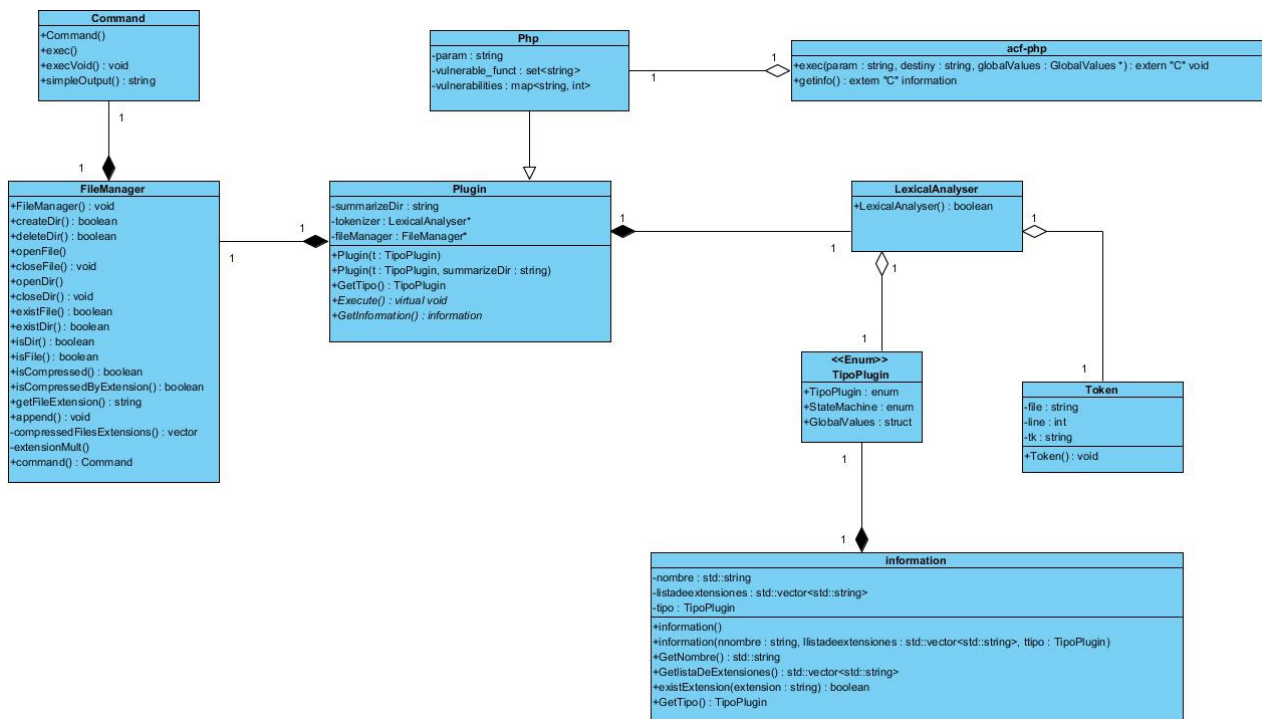 Command
+Command()
+exec()
+execVoid() : void
+simpleOutput() : string
1
1
Php
-param : string
-vulnerable_funct : set<string>
-vulnerabilities : map<string, int>
1
1
acf-php
+exec(param : string, destiny : string, globalValues : GlobalValues *) : extern "C" void
+getinfo() : extern "C" information
FileManager
+FileManager() : void
+createDir() : boolean
+deleteDir() : boolean
+openFile()
+closeFile() : void
+openDir()
+closeDir() : void
+existFile() : boolean
+existDir() : boolean
+isDir() : boolean
+isFile() : boolean
+isCompressed() : boolean
+isCompressedByExtension() : boolean
+getFileExtension() : string
+append() : void
-compressedFilesExtensions() : vector
-extensionMult()
+command() : Command
1
1
Plugin
-summarizeDir : string
-tokenizer : LexicalAnalyser*
-fileManager : FileManager*
+Plugin(t : TipoPlugin)
+Plugin(t : TipoPlugin, summarizeDir : string)
+GetTipo() : TipoPlugin
+Execute() : virtual void
+GetInformation() : information
1
1
LexicalAnalyser
+LexicalAnalyser() : boolean
1
1
1
1
<<Enum>>
TipoPlugin
+TipoPlugin : enum
+StateMachine : enum
+GlobalValues : struct
Token
-file : string
-line : int
-tk : string
+Token() : void
1
1
information
-nombre : std::string
-listadeextensiones : std::vector<std::string>
-tipo : TipoPlugin
+information()
+information(nnombre : string, llistadeextensiones : std::vector<std::string>, ttipo : TipoPlugin)
+GetNombre() : std::string
+GetlistaDeExtensiones() : std::vector<std::string>
+existExtension(extension : string) : boolean
+GetTipo() : TipoPlugin